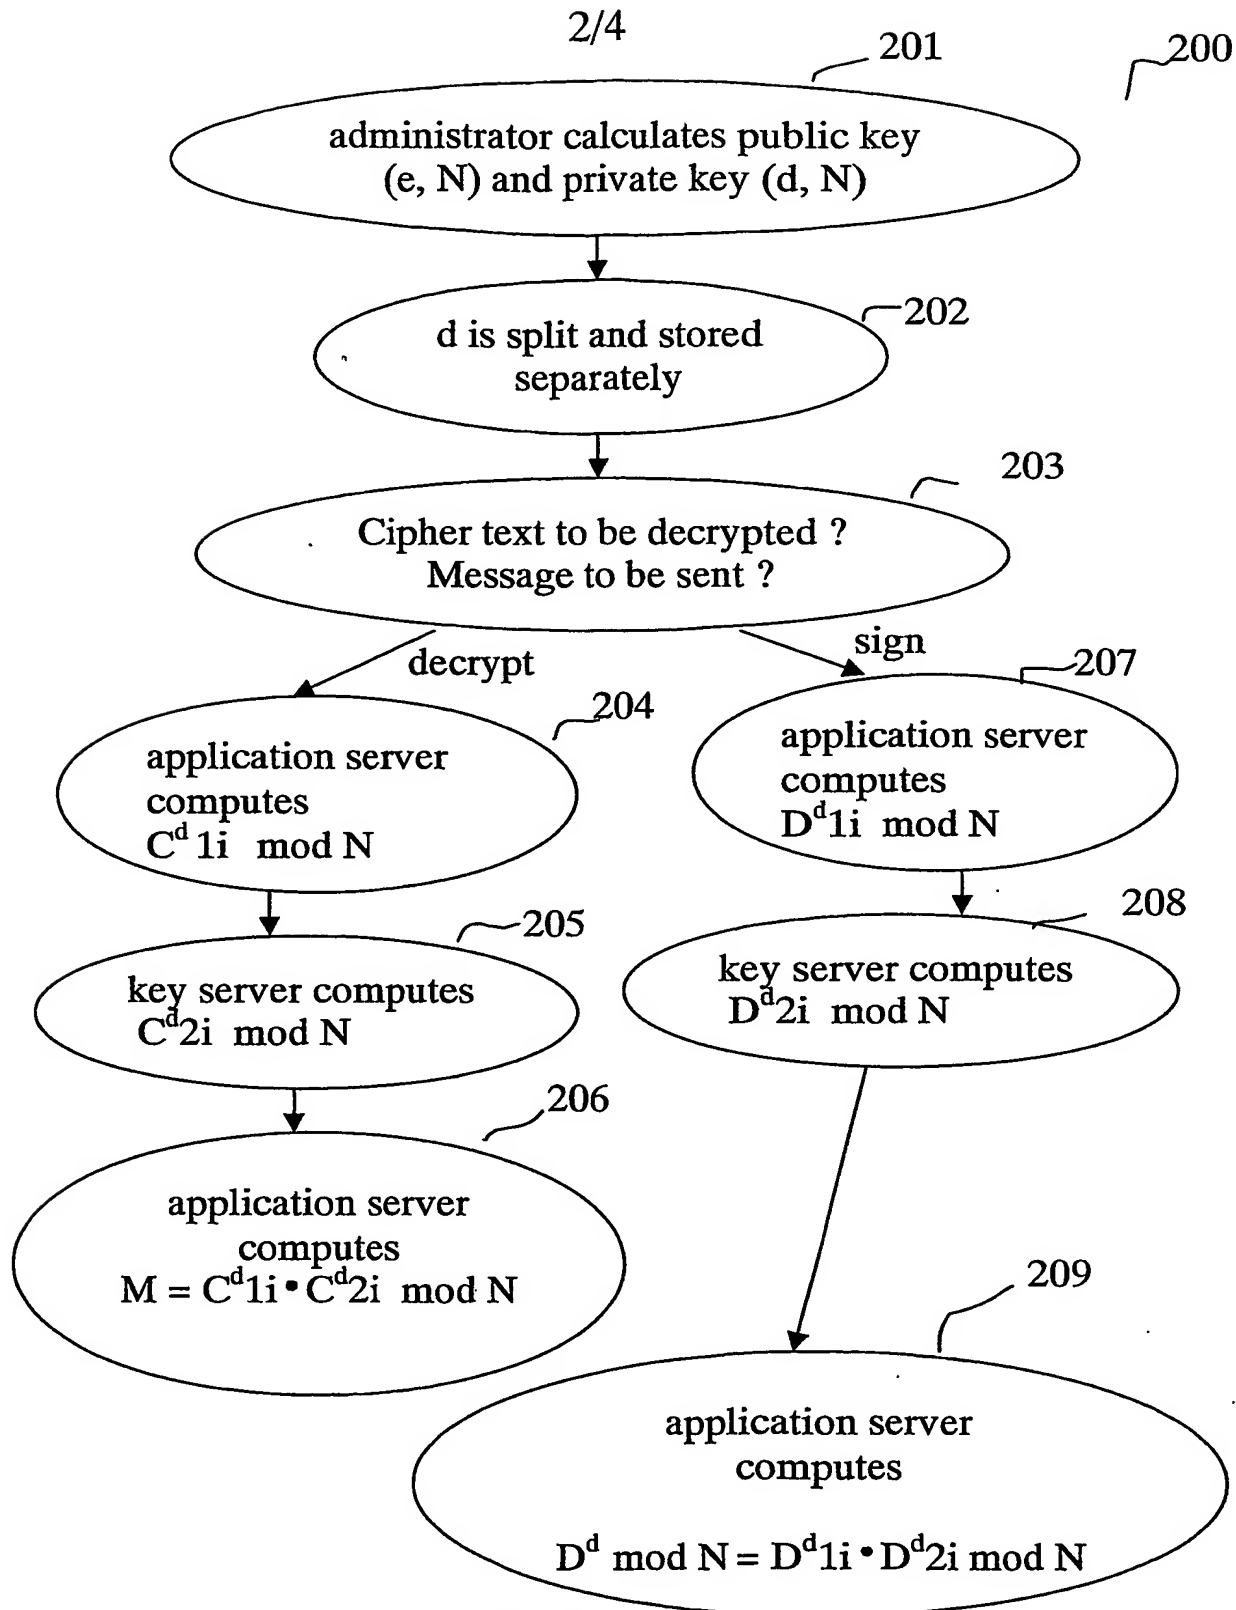 2/4
201
200
administrator calculates public key
(e, N) and private key (d, N)
202
d is split and stored
separately
203
Cipher text to be decrypted ?
Message to be sent ?
decrypt
sign
204
application server
computes
C^d 1i mod N
207
application server
computes
D^d1i mod N
205
key server computes
C^d2i mod N
208
key server computes
D^d2i mod N
206
application server
computes
M = C^d1i • C^d2i mod N
209
application server
computes
D^d mod N = D^d1i • D^d2i mod N